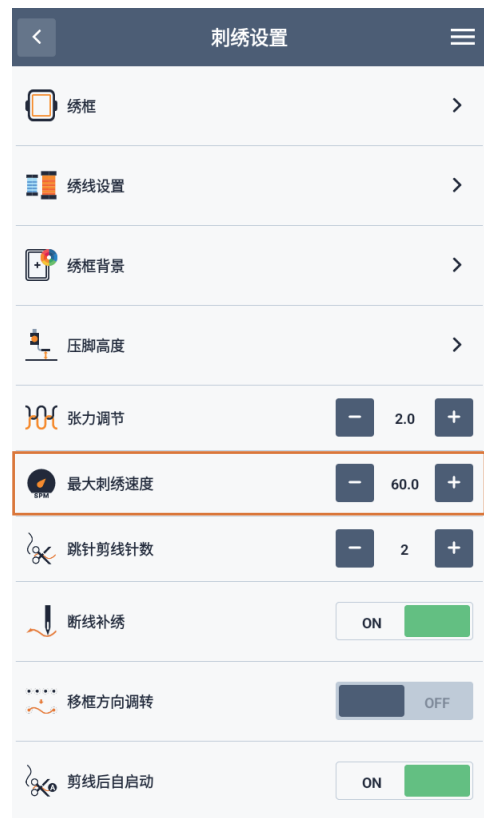 刺绣设置
绣框
绣线设置
绣框背景
压脚高度
张力调节 2.0
SPM 最大刺绣速度 60.0
跳针剪线针数 2
断线补绣 ON
移框方向调转 OFF
A 剪线后自启动 ON